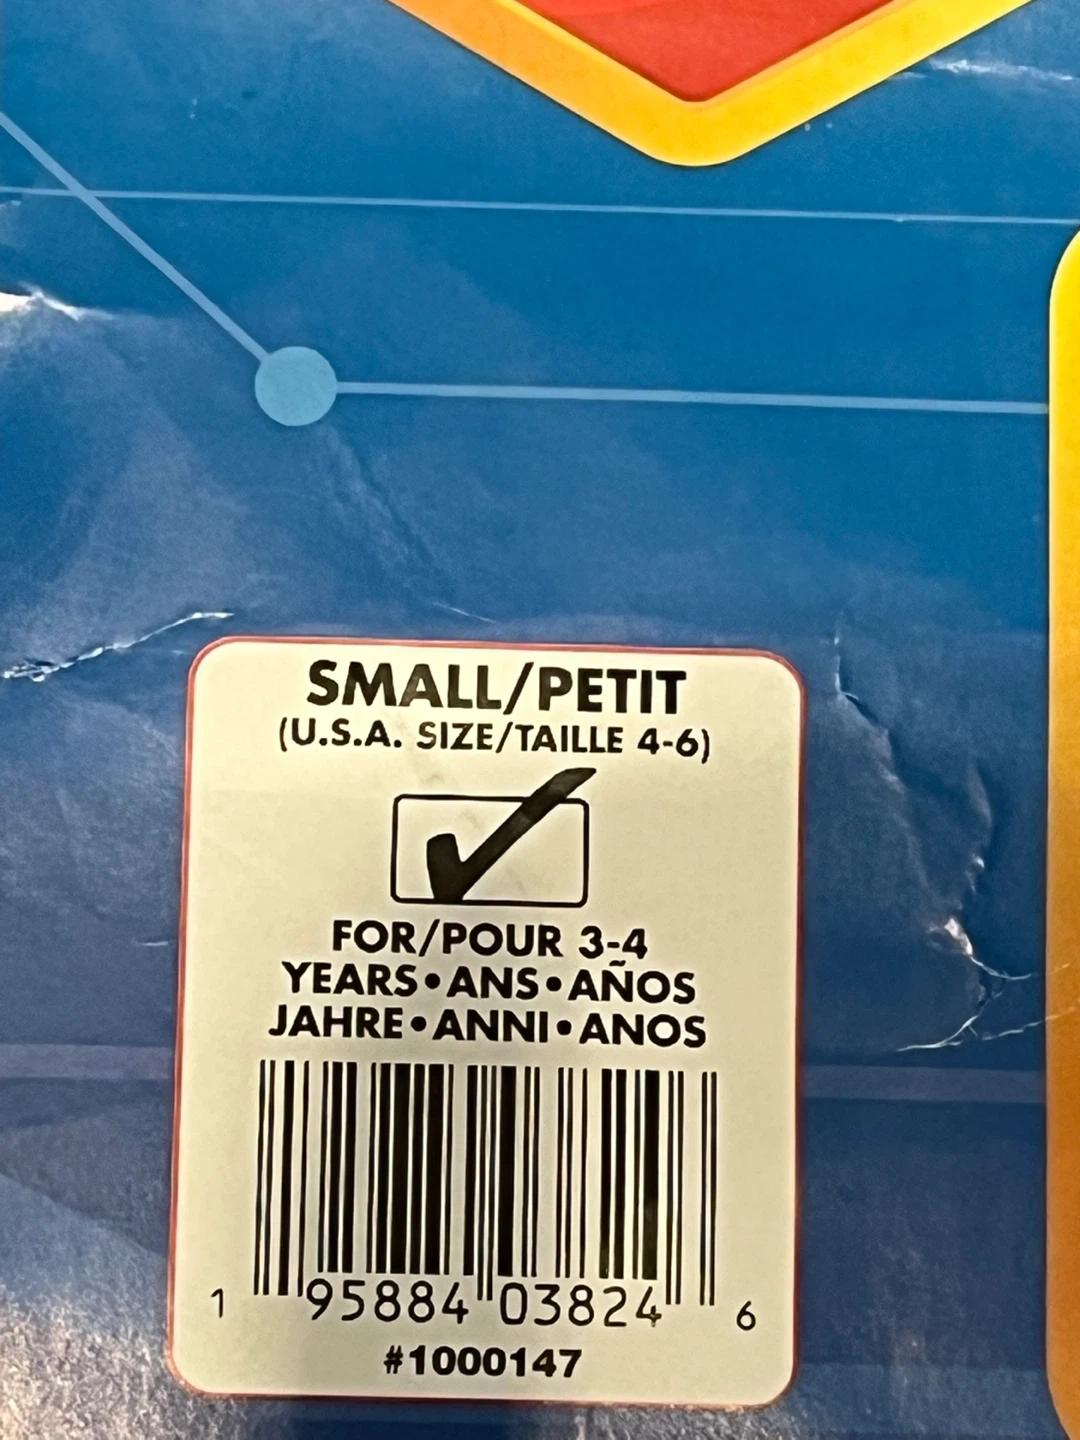 SMALL/PETIT
(U.S.A. SIZE/TAILLE 4-6)
FOR/POUR 3-4
YEARS•ANS•AÑOS
JAHRE•ANNI•ANOS
1 95884 03824 6
#1000147